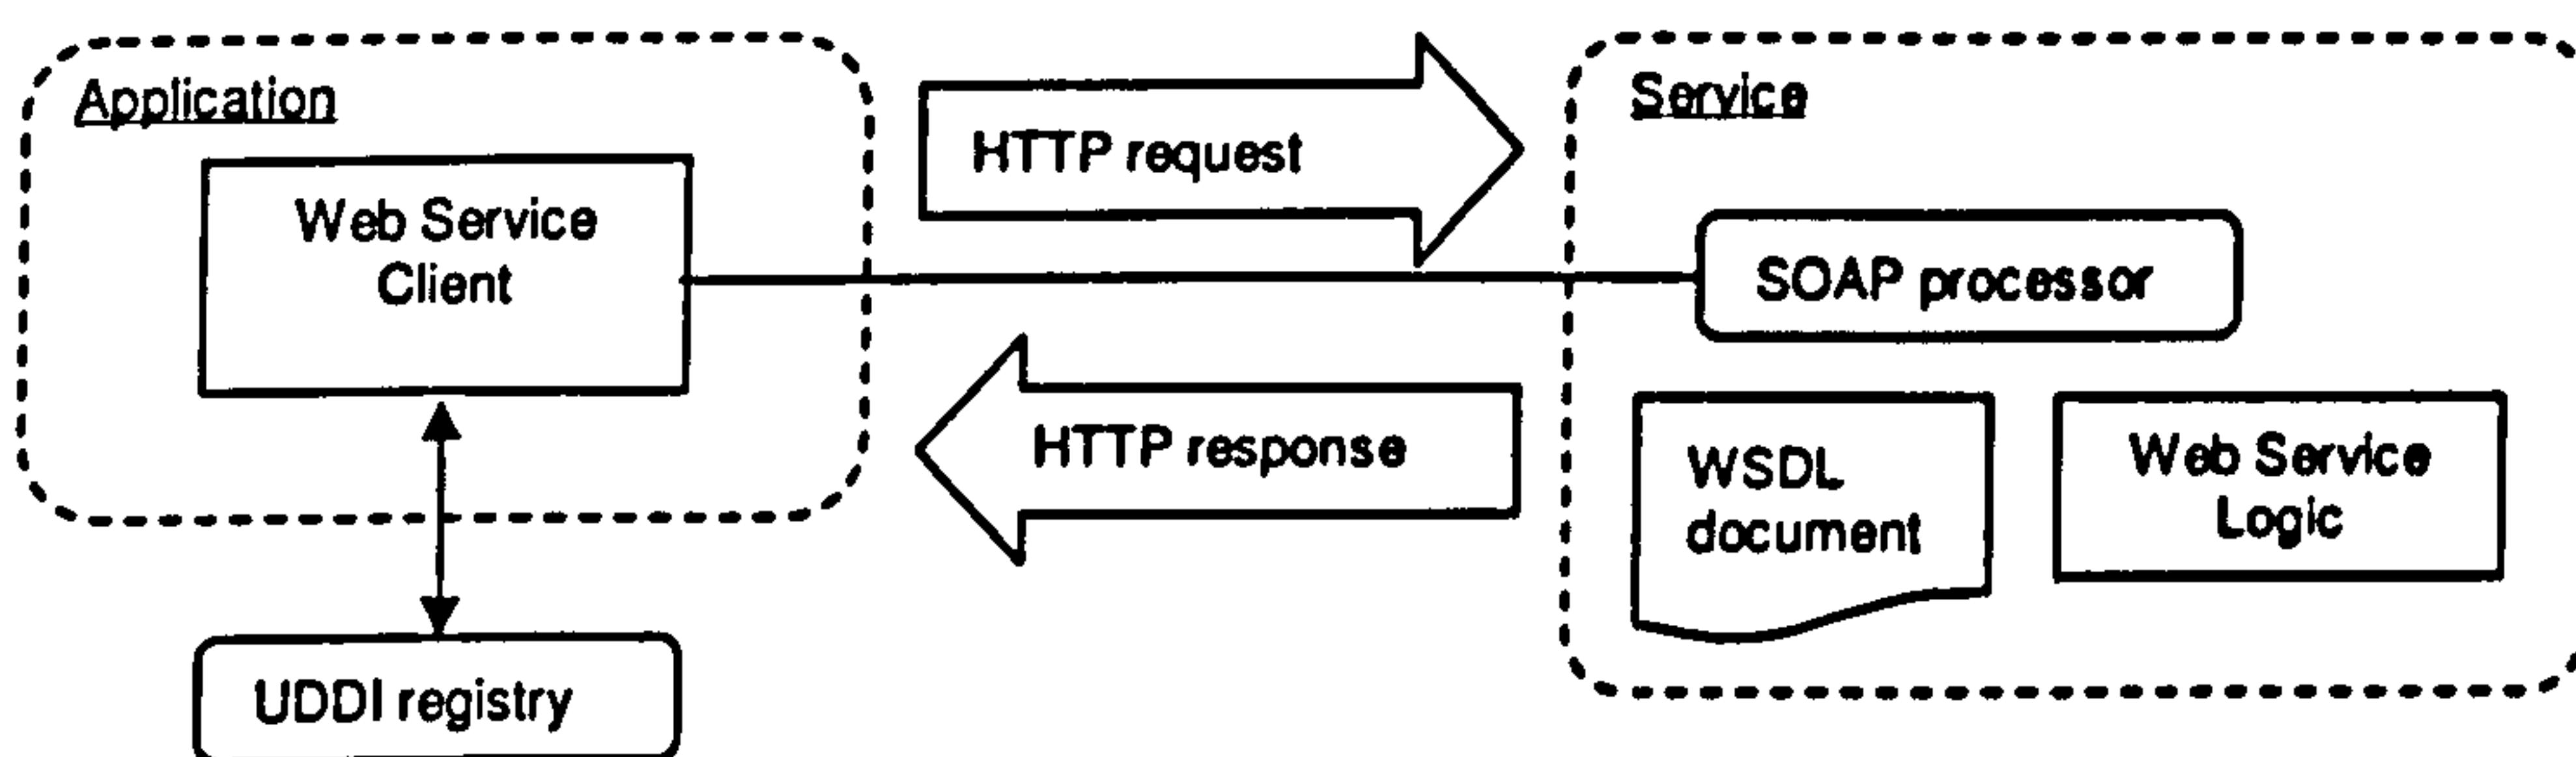 Application
Web Service
Client
UDDI registry
HTTP request
HTTP response
Service
SOAP processor
WSDL
document
Web Service
Logic